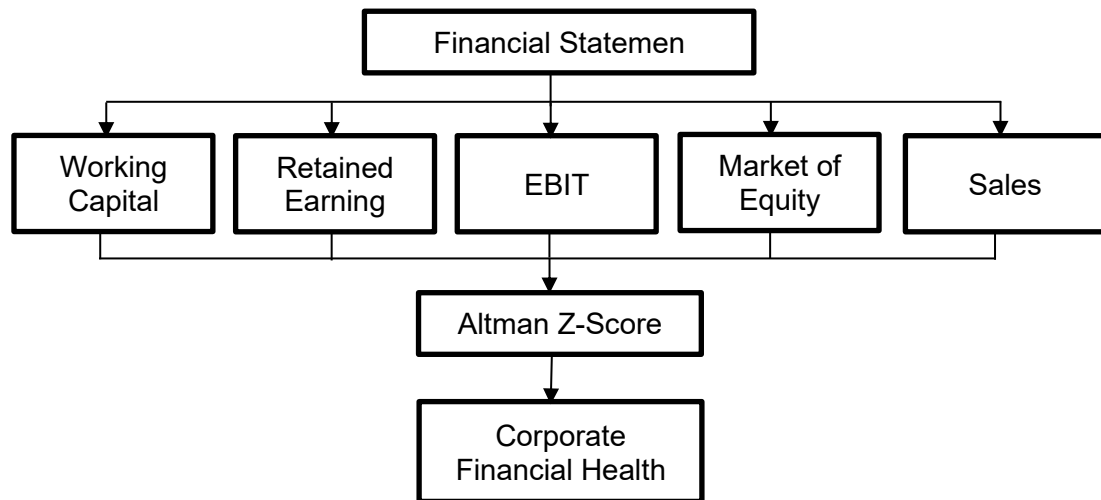 Financial Statemen
Working
Capital
Retained
Earning
EBIT
Market of
Equity
Sales
Altman Z-Score
Corporate
Financial Health